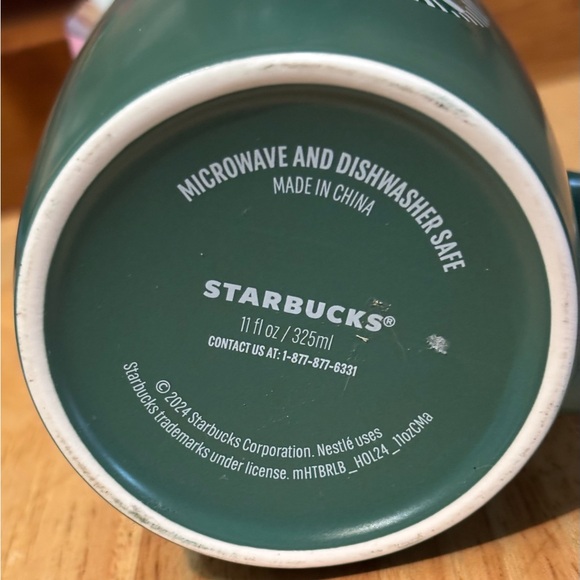 MICROWAVE AND DISHWASHER SAFE
MADE IN CHINA
STARBUCKS®
11 fl oz / 325ml
CONTACT US AT: 1-877-877-6331
© 2024 Starbucks Corporation. Nestlé uses
Starbucks trademarks under license. mHTBRLB_HOL24_11ozCMa